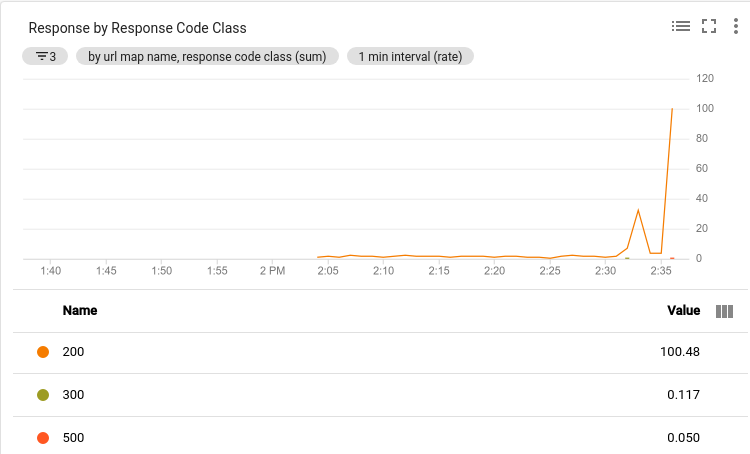 Response by Response Code Class
3 by url map name, response code class (sum) 1 min interval (rate)
120
100
80
60
40
20
0
1:40 1:45 1:50 1:55 2 PM 2:05 2:10 2:15 2:20 2:25 2:30 2:35
Name Value
200 100.48
300 0.117
500 0.050